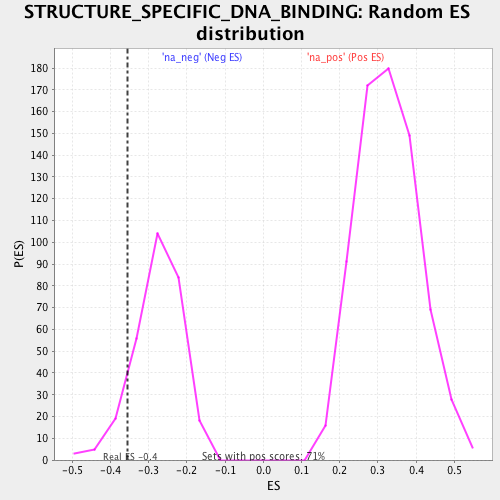 STRUCTURE_SPECIFIC_DNA_BINDING: Random ES
distribution
'na_neg' (Neg ES)
'na_pos' (Pos ES)
P(ES)
180
170
160
150
140
130
120
110
100
90
80
70
60
50
40
30
20
10
0
Real ES -0.4
Sets with pos scores: 71%
-0.5 -0.4 -0.3 -0.2 -0.1 0.0 0.1 0.2 0.3 0.4 0.5
ES